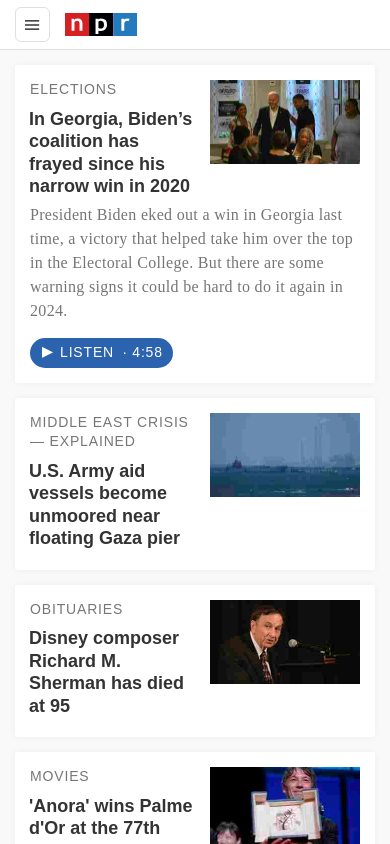 npr
ELECTIONS
In Georgia, Biden’s
coalition has
frayed since his
narrow win in 2020
President Biden eked out a win in Georgia last
time, a victory that helped take him over the top
in the Electoral College. But there are some
warning signs it could be hard to do it again in
2024.
LISTEN · 4:58
MIDDLE EAST CRISIS
— EXPLAINED
U.S. Army aid
vessels become
unmoored near
floating Gaza pier
OBITUARIES
Disney composer
Richard M.
Sherman has died
at 95
MOVIES
'Anora' wins Palme
d'Or at the 77th